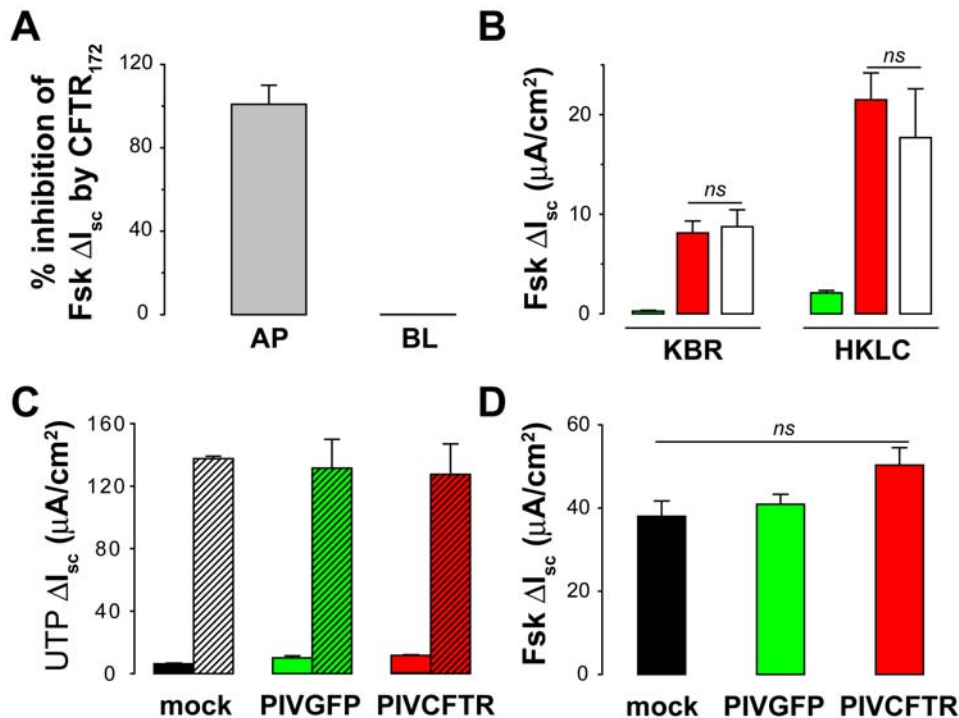 A
% inhibition of
Fsk ΔIsc by CFTR172
120
80
40
0
AP BL
B
Fsk ΔIsc (μA/cm²)
20
10
0
ns
ns
KBR HKLC
C
UTP ΔIsc (μA/cm²)
160
120
80
40
0
mock PIVGFP PIVCFTR
D
Fsk ΔIsc (μA/cm²)
60
40
20
0
ns
mock PIVGFP PIVCFTR